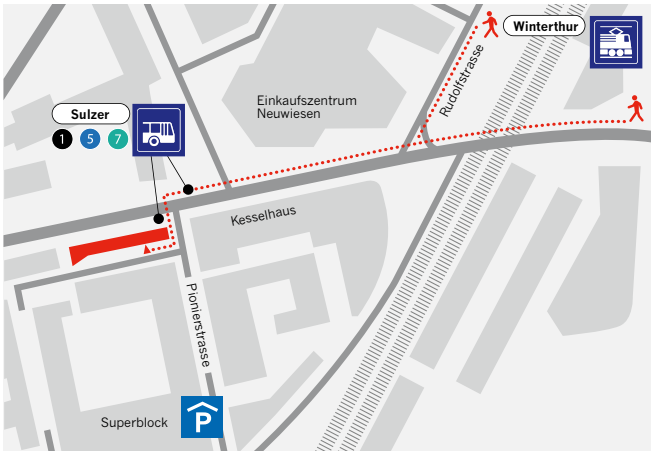 Winterthur
Rudolfstrasse
Einkaufszentrum
Neuwiesen
Sulzer
1 5 7
Kesselhaus
Pionierstrasse
Superblock
P